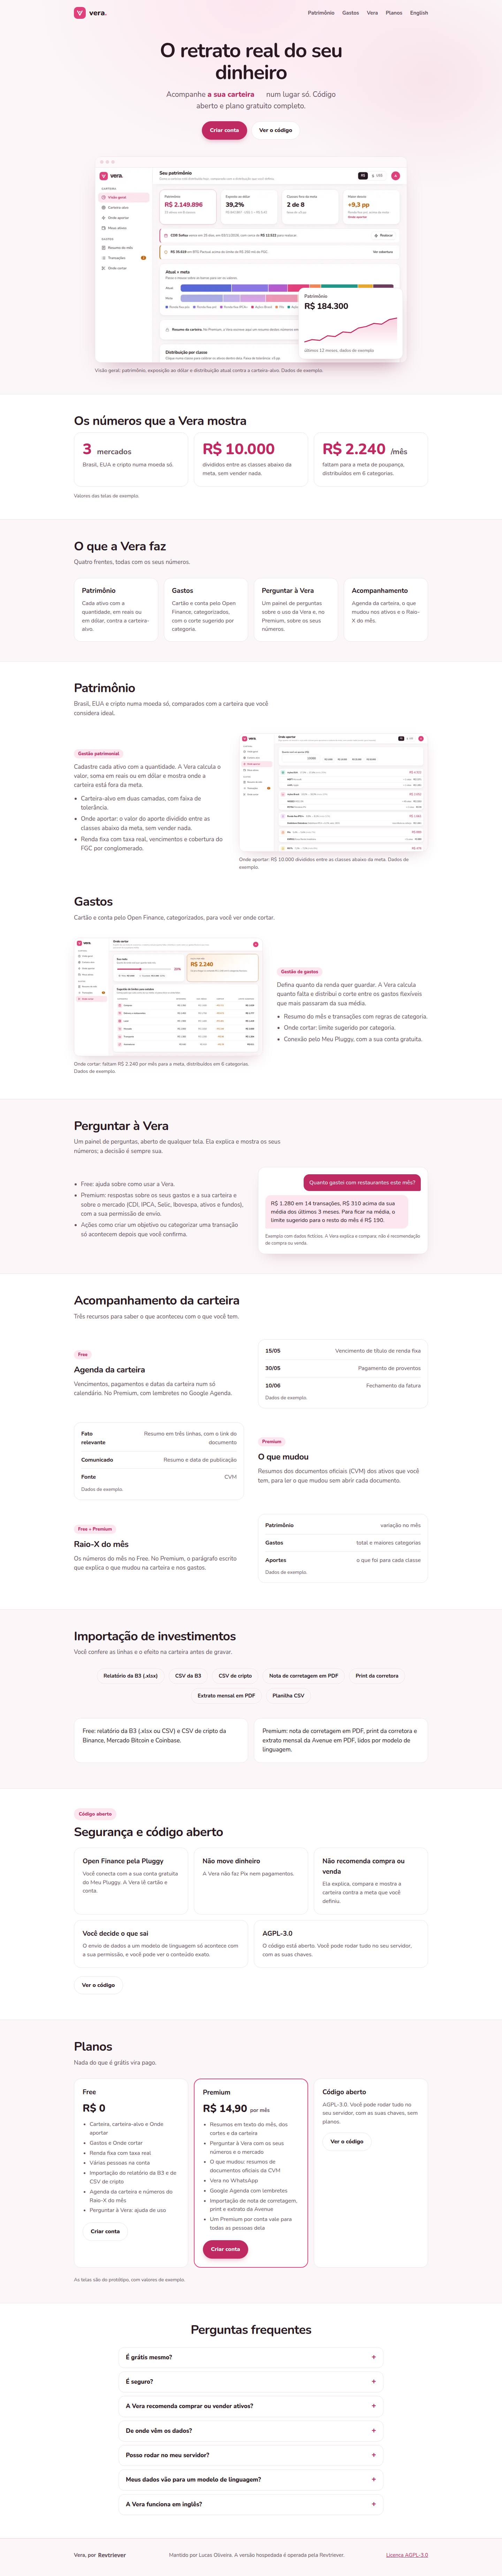 vera.
Patrimônio Gastos Vera Planos English
O retrato real do seu
dinheiro
Acompanhe a sua carteira num lugar só. Código
aberto e plano gratuito completo.
Criar conta Ver o código
vera.
Seu patrimônio
Visão geral
Patrimônio
R$ 2.149.896
39,2%
2 de 8
+9,3 pp
Atual × meta
Distribuição por classe
Patrimônio
R$ 184.300
últimos 12 meses, dados de exemplo
Visão geral: patrimônio, exposição ao dólar e distribuição atual contra a carteira-alvo. Dados de exemplo.
Os números que a Vera mostra
3 mercados
Brasil, EUA e cripto numa moeda só.
R$ 10.000
divididos entre as classes abaixo da
meta, sem vender nada.
R$ 2.240 /mês
faltam para a meta de poupança,
distribuídos em 6 categorias.
Valores das telas de exemplo.
O que a Vera faz
Quatro frentes, todas com os seus números.
Patrimônio
Cada ativo com a
quantidade, em reais ou
em dólar, contra a carteira-
alvo.
Gastos
Cartão e conta pelo Open
Finance, categorizados,
com o corte sugerido por
categoria.
Perguntar à Vera
Um painel de perguntas
sobre o uso da Vera e, no
Premium, sobre os seus
números.
Acompanhamento
Agenda da carteira, o que
mudou nos ativos e o Raio-
X do mês.
Patrimônio
Brasil, EUA e cripto numa moeda só, comparados com a carteira que você
considera ideal.
Gestão patrimonial
Cadastre cada ativo com a quantidade. A Vera calcula o
valor, soma em reais ou em dólar e mostra onde a
carteira está fora da meta.
• Carteira-alvo em duas camadas, com faixa de
tolerância.
• Onde aportar: o valor do aporte dividido entre as
classes abaixo da meta, sem vender nada.
• Renda fixa com taxa real, vencimentos e cobertura do
FGC por conglomerado.
vera.
Onde aportar
Onde aportar: R$ 10.000 divididos entre as classes abaixo da meta. Dados de
exemplo.
Gastos
Cartão e conta pelo Open Finance, categorizados, para você ver onde cortar.
vera.
Onde cortar
R$ 2.240
Onde cortar: faltam R$ 2.240 por mês para a meta, distribuídos em 6 categorias.
Dados de exemplo.
Gestão de gastos
Defina quanto da renda quer guardar. A Vera calcula
quanto falta e distribui o corte entre os gastos flexíveis
que mais passaram da sua média.
• Resumo do mês e transações com regras de categoria.
• Onde cortar: limite sugerido por categoria.
• Conexão pelo Meu Pluggy, com a sua conta gratuita.
Perguntar à Vera
Um painel de perguntas, aberto de qualquer tela. Ela explica e mostra os seus
números; a decisão é sempre sua.
• Free: ajuda sobre como usar a Vera.
• Premium: respostas sobre os seus gastos e a sua carteira e
sobre o mercado (CDI, IPCA, Selic, Ibovespa, ativos e fundos),
com a sua permissão de envio.
• Ações como criar um objetivo ou categorizar uma transação
só acontecem depois que você confirma.
Quanto gastei com restaurantes este mês?
R$ 1.280 em 14 transações, R$ 310 acima da sua
média dos últimos 3 meses. Para ficar na média, o
limite sugerido para o resto do mês é R$ 190.
Exemplo com dados fictícios. A Vera explica e compara; não é recomendação
de compra ou venda.
Acompanhamento da carteira
Três recursos para saber o que aconteceu com o que você tem.
Free
Agenda da carteira
Vencimentos, pagamentos e datas da carteira num só
calendário. No Premium, com lembretes no Google Agenda.
15/05 Vencimento de título de renda fixa
30/05 Pagamento de proventos
10/06 Fechamento da fatura
Dados de exemplo.
Fato
relevante
Resumo em três linhas, com o link do
documento
Comunicado Resumo e data de publicação
Fonte CVM
Dados de exemplo.
Premium
O que mudou
Resumos dos documentos oficiais (CVM) dos ativos que você
tem, para ler o que mudou sem abrir cada documento.
Free + Premium
Raio-X do mês
Os números do mês no Free. No Premium, o parágrafo escrito
que explica o que mudou na carteira e nos gastos.
Patrimônio variação no mês
Gastos total e maiores categorias
Aportes o que foi para cada classe
Dados de exemplo.
Importação de investimentos
Você confere as linhas e o efeito na carteira antes de gravar.
Relatório da B3 (.xlsx) CSV da B3 CSV de cripto Nota de corretagem em PDF Print da corretora
Extrato mensal em PDF Planilha CSV
Free: relatório da B3 (.xlsx ou CSV) e CSV de cripto da
Binance, Mercado Bitcoin e Coinbase.
Premium: nota de corretagem em PDF, print da corretora e
extrato mensal da Avenue em PDF, lidos por modelo de
linguagem.
Código aberto
Segurança e código aberto
Open Finance pela Pluggy
Você conecta com a sua conta gratuita
do Meu Pluggy. A Vera lê cartão e
conta.
Não move dinheiro
A Vera não faz Pix nem pagamentos.
Não recomenda compra ou
venda
Ela explica, compara e mostra a
carteira contra a meta que você
definiu.
Você decide o que sai
O envio de dados a um modelo de linguagem só acontece com
a sua permissão, e você pode ver o conteúdo exato.
AGPL-3.0
O código está aberto. Você pode rodar tudo no seu servidor,
com as suas chaves.
Ver o código
Planos
Nada do que é grátis vira pago.
Free
R$ 0
• Carteira, carteira-alvo e Onde
aportar
• Gastos e Onde cortar
• Renda fixa com taxa real
• Várias pessoas na conta
• Importação do relatório da B3 e de
CSV de cripto
• Agenda da carteira e números do
Raio-X do mês
• Perguntar à Vera: ajuda de uso
Criar conta
Premium
R$ 14,90 por mês
• Resumos em texto do mês, dos
cortes e da carteira
• Perguntar à Vera com os seus
números e o mercado
• O que mudou: resumos de
documentos oficiais da CVM
• Vera no WhatsApp
• Google Agenda com lembretes
• Importação de nota de corretagem,
print e extrato da Avenue
• Um Premium por conta vale para
todas as pessoas dela
Criar conta
Código aberto
AGPL-3.0. Você pode rodar tudo no
seu servidor, com as suas chaves, sem
planos.
Ver o código
As telas são do protótipo, com valores de exemplo.
Perguntas frequentes
É grátis mesmo? +
É seguro? +
A Vera recomenda comprar ou vender ativos? +
De onde vêm os dados? +
Posso rodar no meu servidor? +
Meus dados vão para um modelo de linguagem? +
A Vera funciona em inglês? +
Vera, por Revtriever
Mantido por Lucas Oliveira. A versão hospedada é operada pela Revtriever.
Licença AGPL-3.0